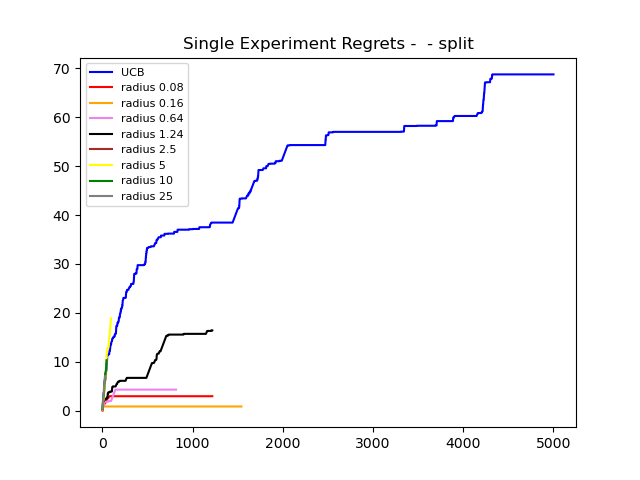 Single Experiment Regrets -  - split
70
60
50
40
30
20
10
0
UCB
radius 0.08
radius 0.16
radius 0.64
radius 1.24
radius 2.5
radius 5
radius 10
radius 25
0 1000 2000 3000 4000 5000